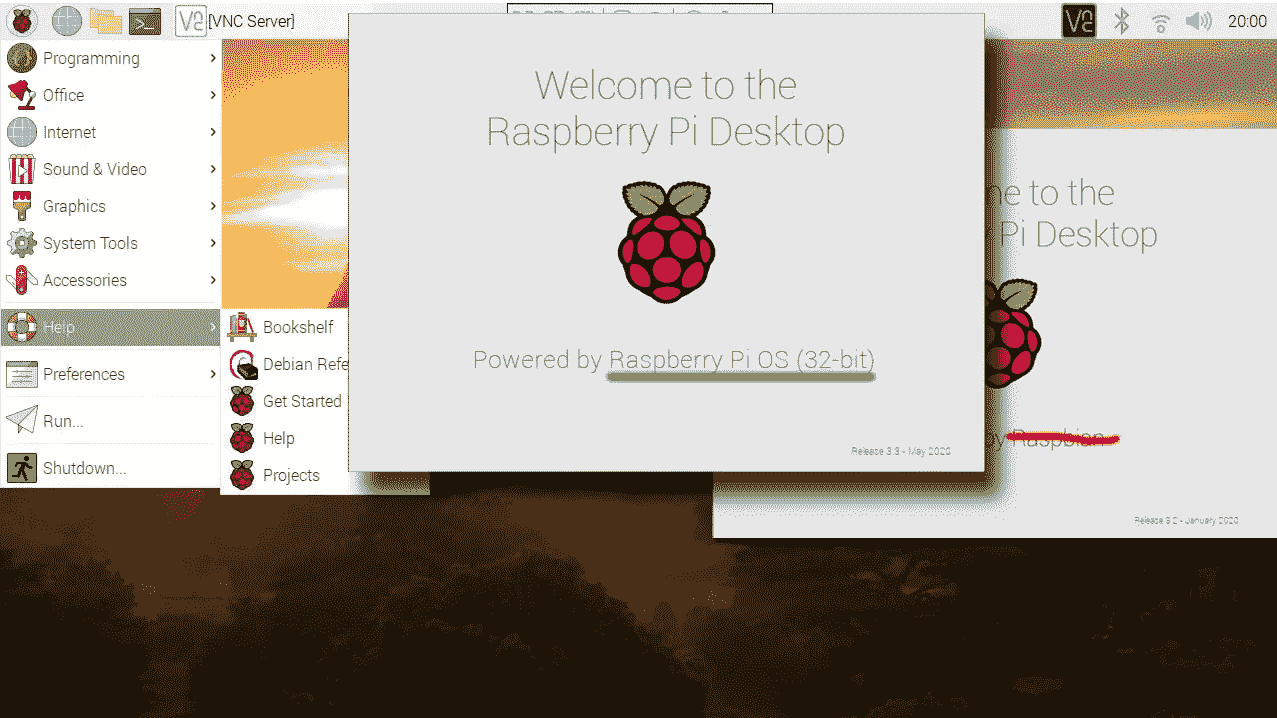 [VNC Server]
20:00
Programming
Office
Internet
Sound & Video
Graphics
System Tools
Accessories
Help
Preferences
Run...
Shutdown...
Bookshelf
Debian Refe
Get Started
Help
Projects
Welcome to the
Raspberry Pi Desktop
Powered by Raspberry Pi OS (32-bit)
Release 3.3 - May 2020
me to the
Pi Desktop
by Raspbian
Release 3.2 - January 2020